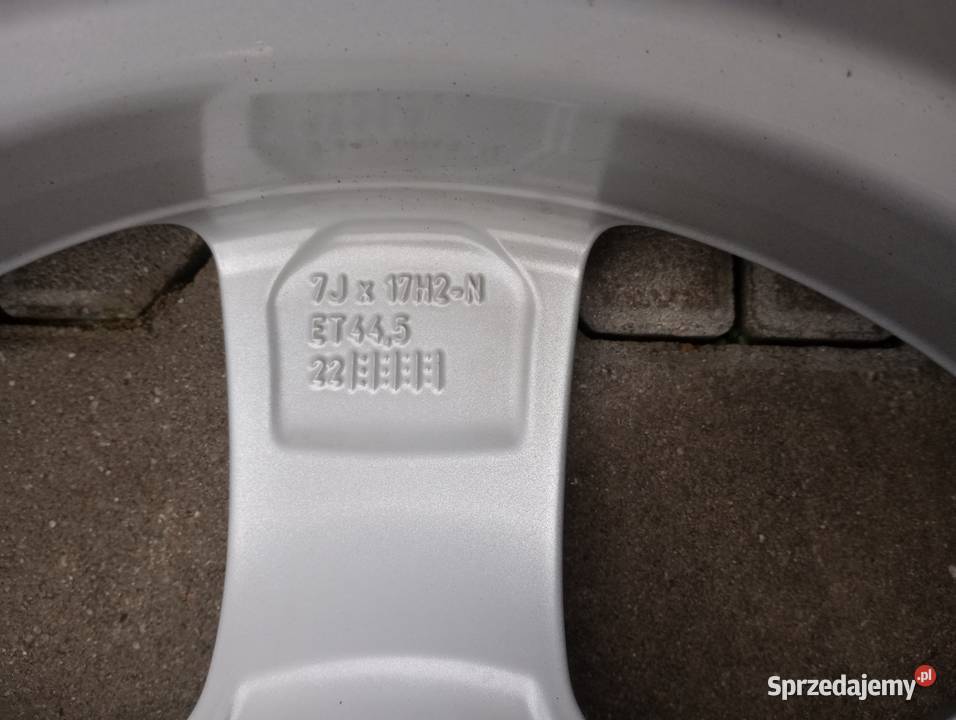 7J x 17H2-N
ET44,5
22
Sprzedajemy.pl